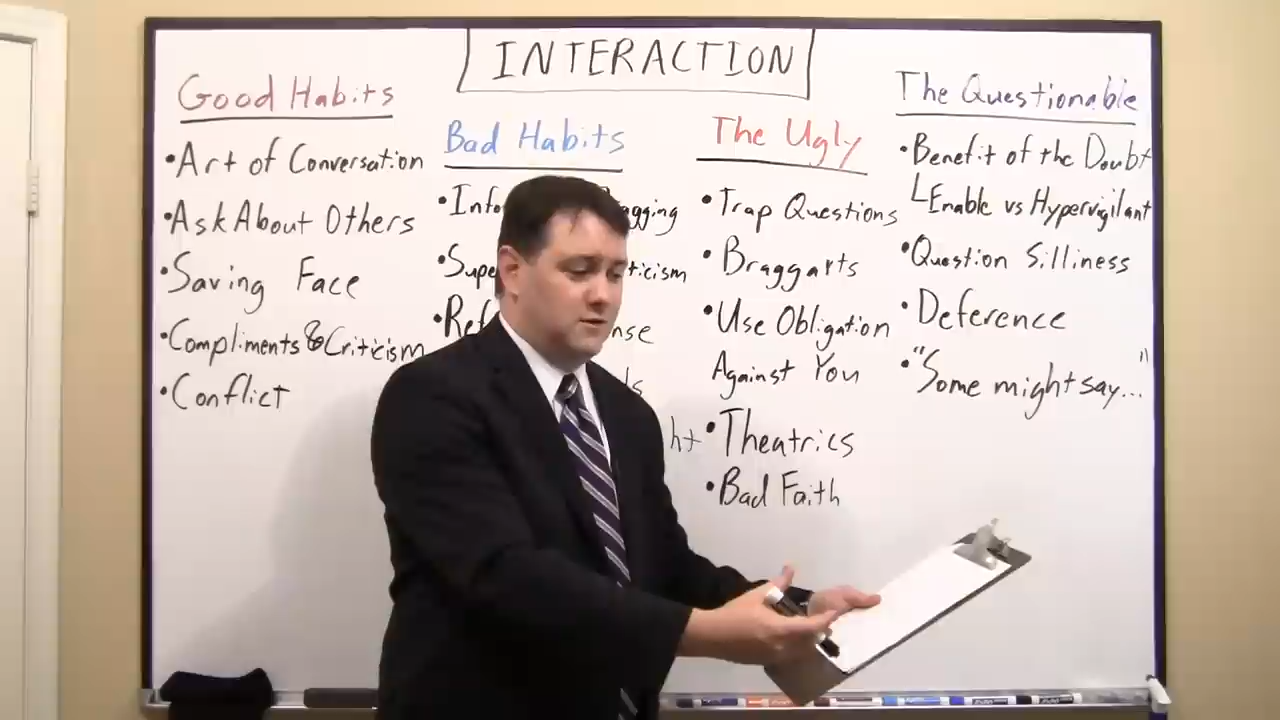 INTERACTION
Good Habits
• Art of Conversation
• Ask About Others
• Saving Face
• Compliments & Criticism
• Conflict
Bad Habits
The Ugly
• Trap Questions
• Braggarts
• Use Obligation
Against You
• Theatrics
• Bad Faith
The Questionable
• Benefit of the Doubt
Enable vs Hypervigilant
• Question Silliness
• Deference
• "Some might say..."